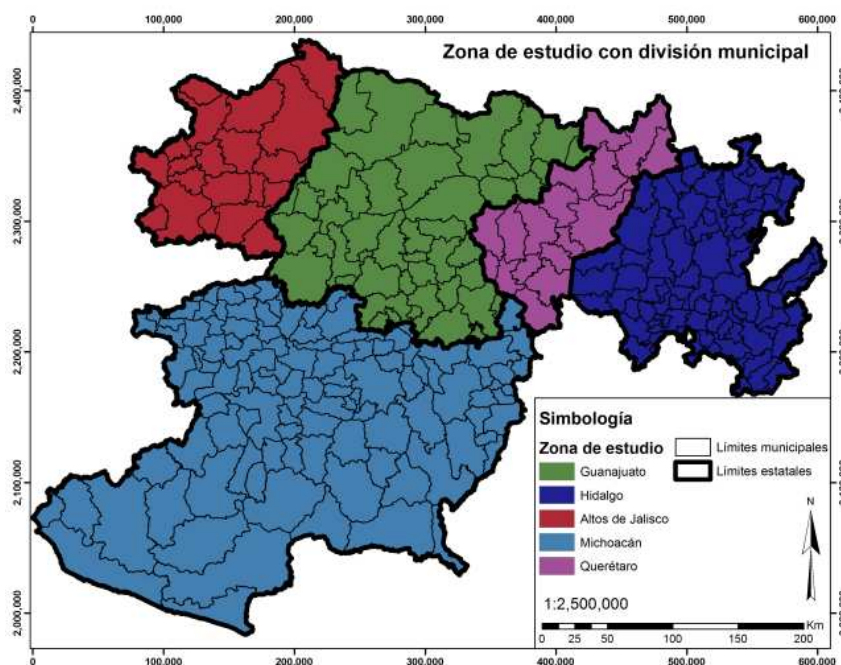 0 100,000 200,000 300,000 400,000 500,000 600,000
Zona de estudio con división municipal
2,400,000
2,300,000
2,200,000
2,100,000
2,000,000
Simbología
Zona de estudio
Guanajuato
Hidalgo
Altos de Jalisco
Michoacán
Querétaro
Límites municipales
Límites estatales
N
1:2,500,000
0 25 50 100 150 200 Km
0 100,000 200,000 300,000 400,000 500,000 600,000